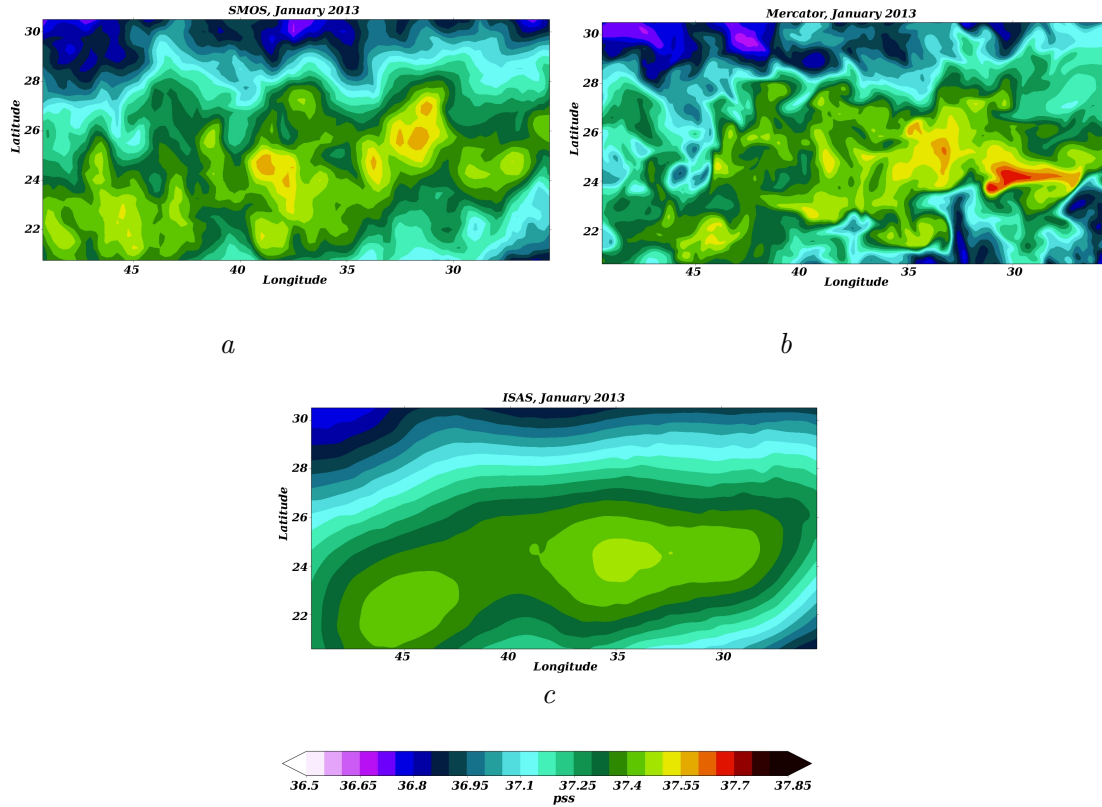 SMOS, January 2013
30
28
26
24
22
Latitude
45 40 35 30
Longitude
a
Mercator, January 2013
30
28
26
24
22
Latitude
45 40 35 30
Longitude
b
ISAS, January 2013
30
28
26
24
22
Latitude
45 40 35 30
Longitude
c
36.5 36.65 36.8 36.95 37.1 37.25 37.4 37.55 37.7 37.85
pss